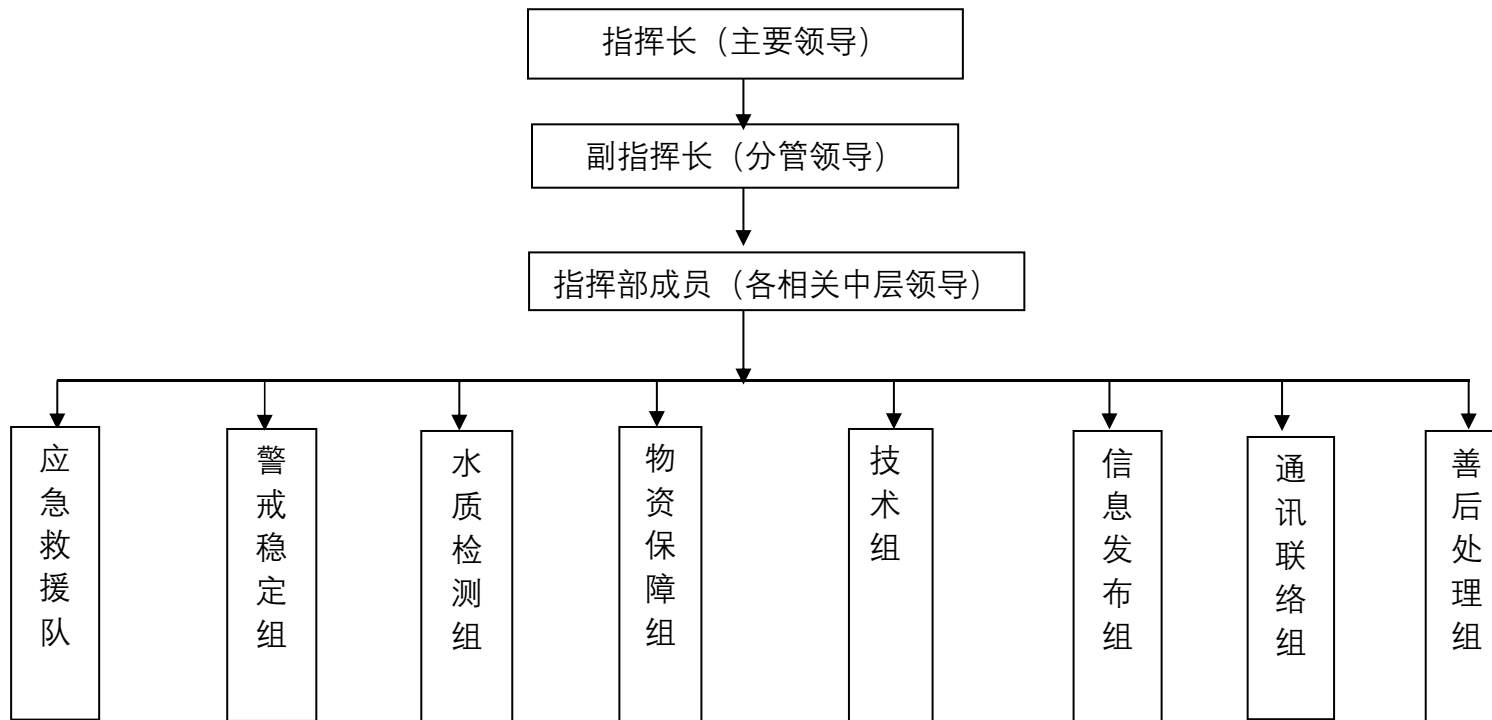 指挥长（主要领导）
副指挥长（分管领导）
指挥部成员（各相关中层领导）
应急救援队
警戒稳定组
水质检测组
物资保障组
技术组
信息发布组
通讯联络组
善后处理组